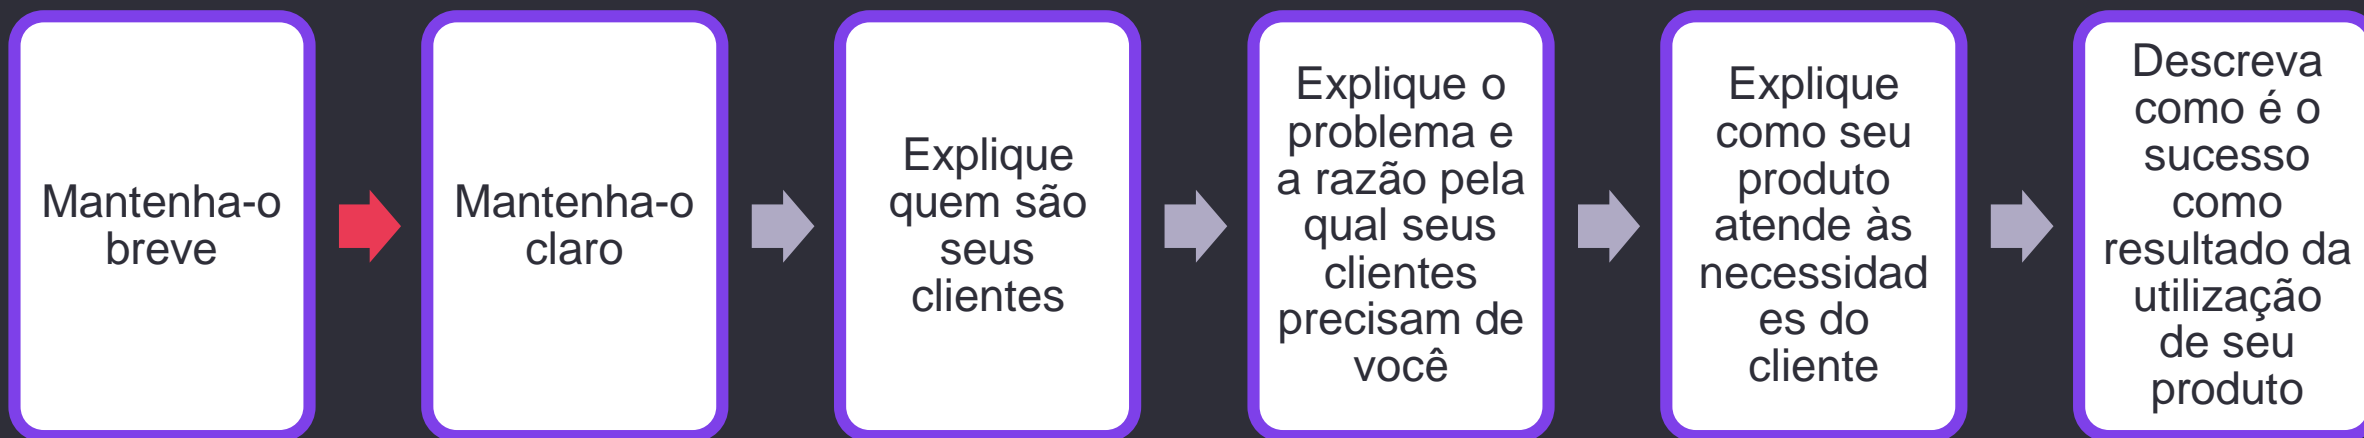 Mantenha-o
breve
Mantenha-o
claro
Explique
quem são
seus
clientes
Explique o
problema e
a razão pela
qual seus
clientes
precisam de
você
Explique
como seu
produto
atende às
necessidad
es do
cliente
Descreva
como é o
sucesso
como
resultado da
utilização
de seu
produto